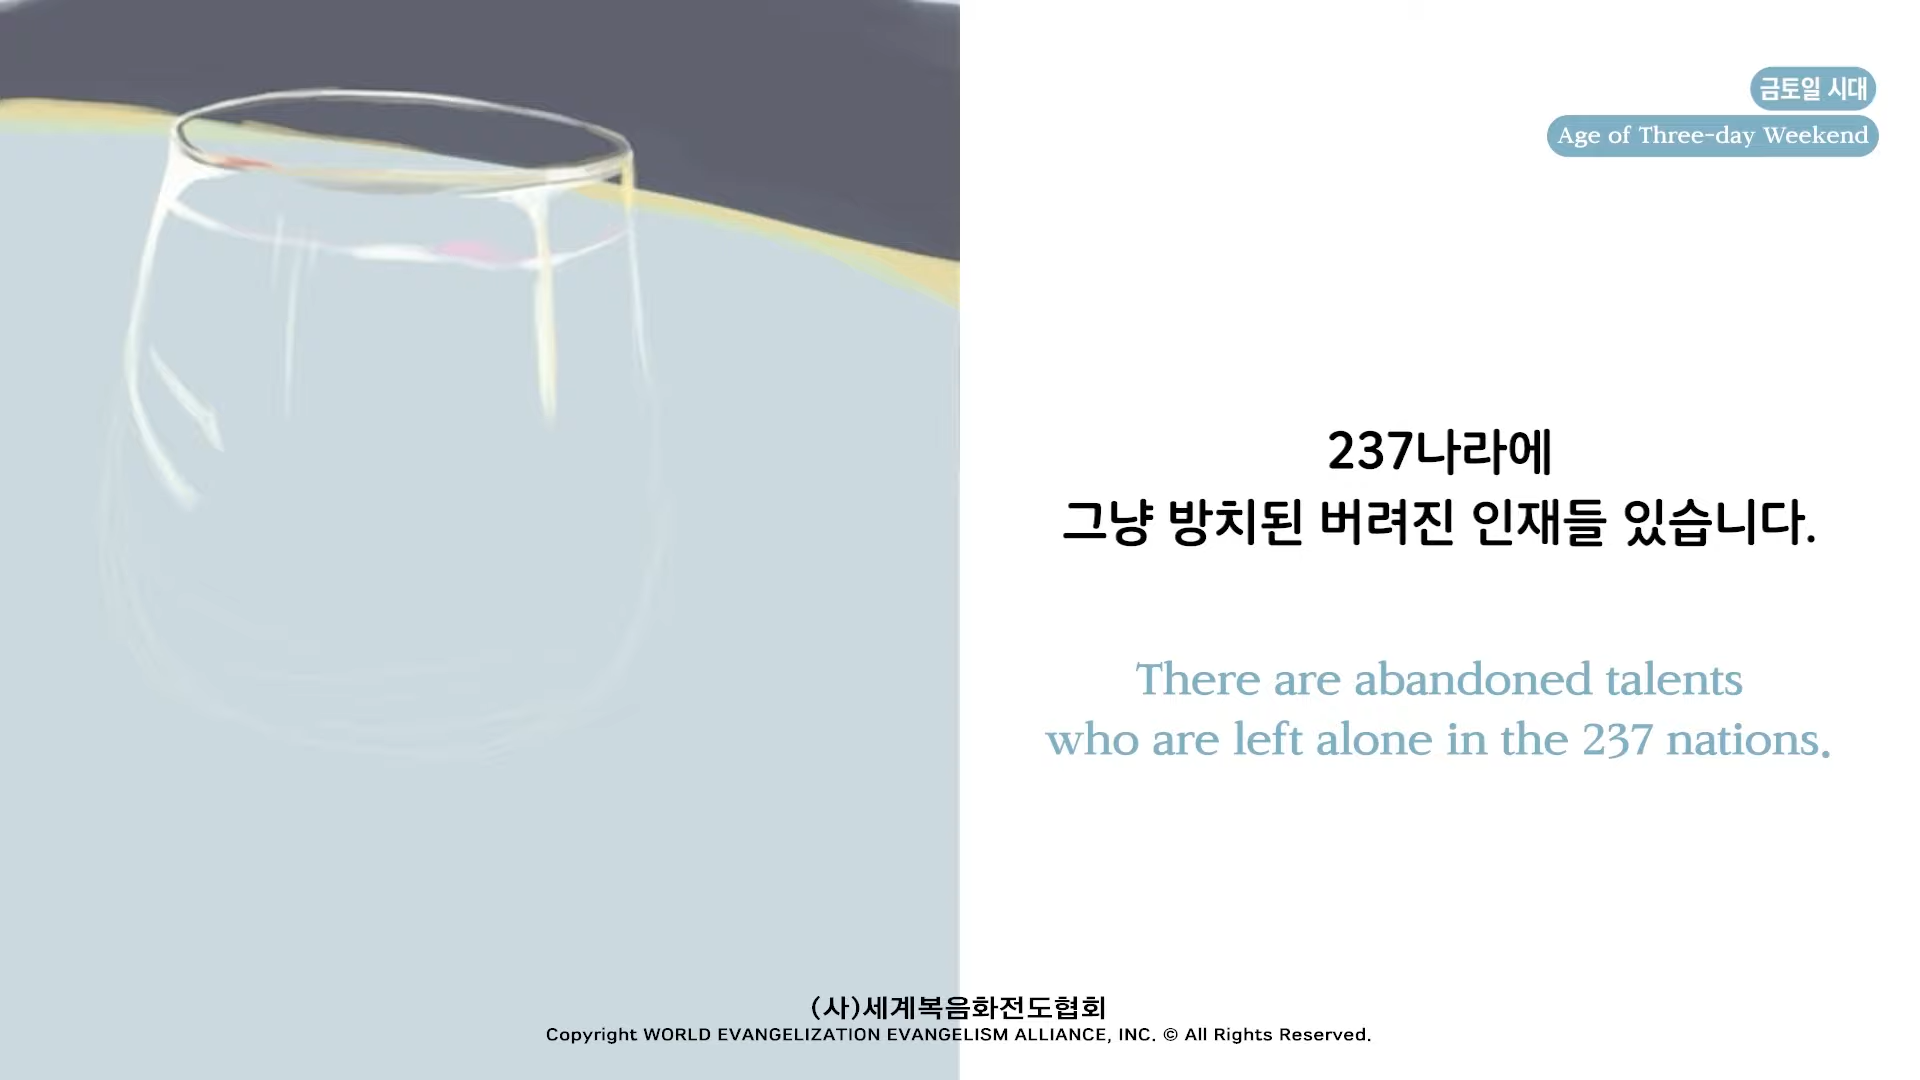 금토일 시대
Age of Three-day Weekend
237나라에
그냥 방치된 버려진 인재들 있습니다.
There are abandoned talents
who are left alone in the 237 nations.
(사)세계복음화전도협회
Copyright WORLD EVANGELIZATION EVANGELISM ALLIANCE, INC. © All Rights Reserved.